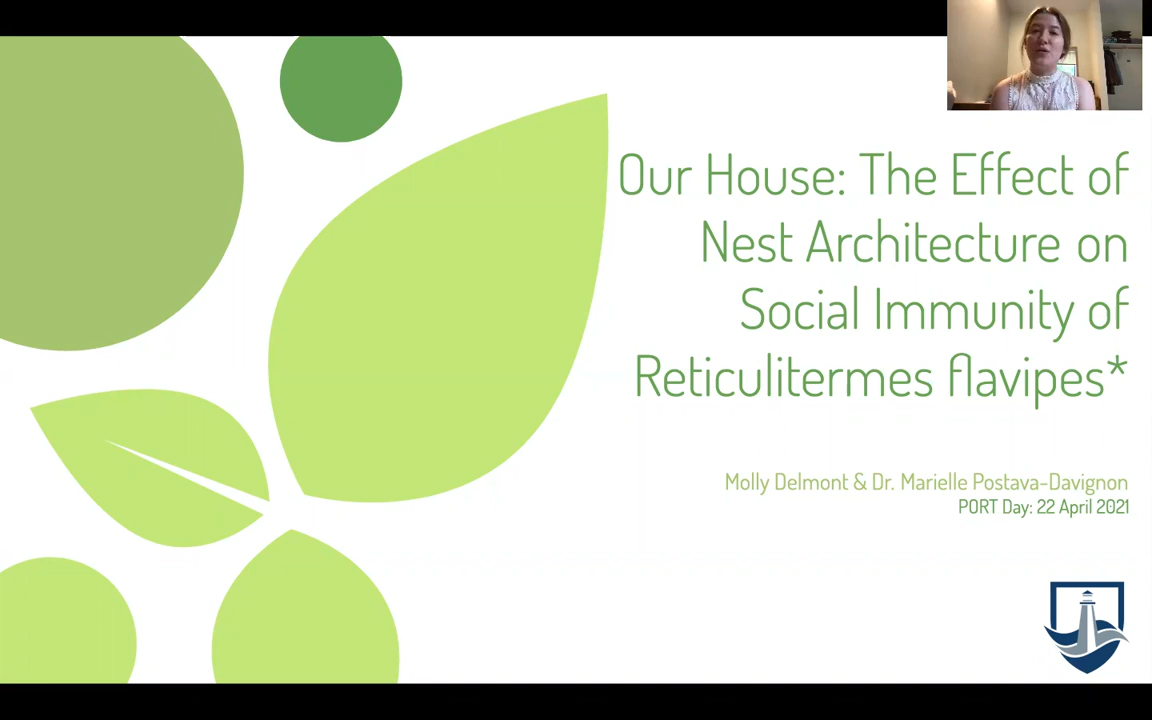 Our House: The Effect of
Nest Architecture on
Social Immunity of
Reticulitermes flavipes*
Molly Delmont & Dr. Marielle Postava-Davignon
PORT Day: 22 April 2021